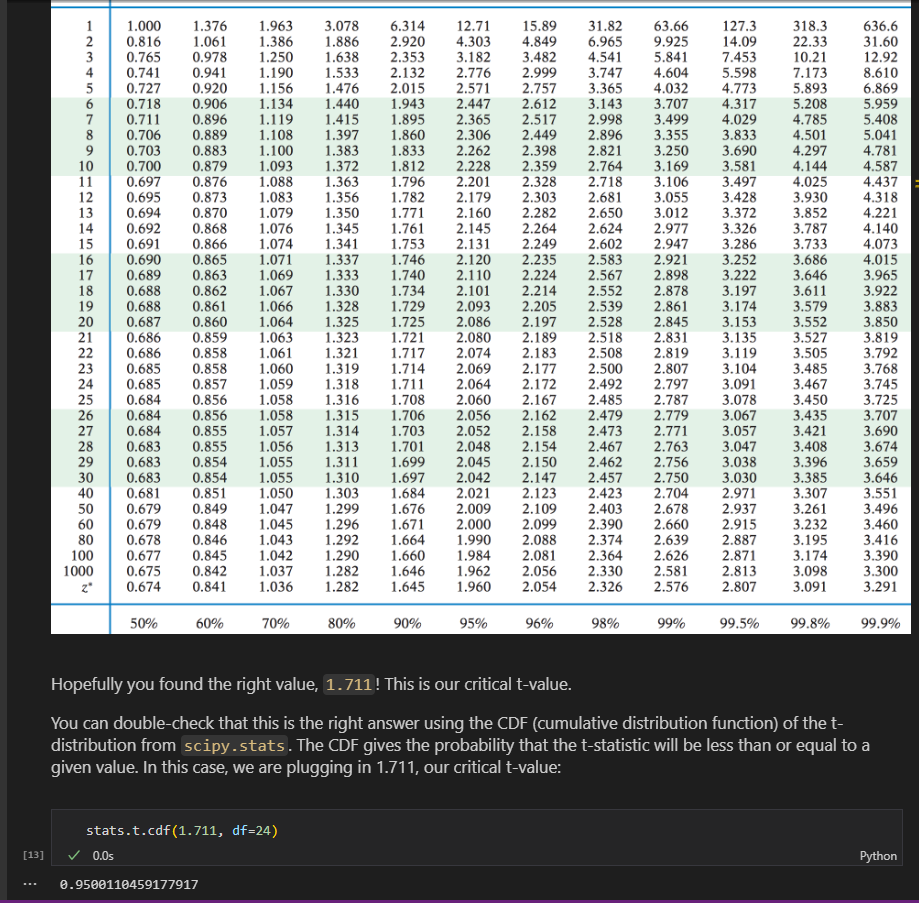 1 1.000 1.376 1.963 3.078 6.314 12.71 15.89 31.82 63.66 127.3 318.3 636.6
2 0.816 1.061 1.386 1.886 2.920 4.303 4.849 6.965 9.925 14.09 22.33 31.60
3 0.765 0.978 1.250 1.638 2.353 3.182 3.482 4.541 5.841 7.453 10.21 12.92
4 0.741 0.941 1.190 1.533 2.132 2.776 2.999 3.747 4.604 5.598 7.173 8.610
5 0.727 0.920 1.156 1.476 2.015 2.571 2.757 3.365 4.032 4.773 5.893 6.869
6 0.718 0.906 1.134 1.440 1.943 2.447 2.612 3.143 3.707 4.317 5.208 5.959
7 0.711 0.896 1.119 1.415 1.895 2.365 2.517 2.998 3.499 4.029 4.785 5.408
8 0.706 0.889 1.108 1.397 1.860 2.306 2.449 2.896 3.355 3.833 4.501 5.041
9 0.703 0.883 1.100 1.383 1.833 2.262 2.398 2.821 3.250 3.690 4.297 4.781
10 0.700 0.879 1.093 1.372 1.812 2.228 2.359 2.764 3.169 3.581 4.144 4.587
11 0.697 0.876 1.088 1.363 1.796 2.201 2.328 2.718 3.106 3.497 4.025 4.437
12 0.695 0.873 1.083 1.356 1.782 2.179 2.303 2.681 3.055 3.428 3.930 4.318
13 0.694 0.870 1.079 1.350 1.771 2.160 2.282 2.650 3.012 3.372 3.852 4.221
14 0.692 0.868 1.076 1.345 1.761 2.145 2.264 2.624 2.977 3.326 3.787 4.140
15 0.691 0.866 1.074 1.341 1.753 2.131 2.249 2.602 2.947 3.286 3.733 4.073
16 0.690 0.865 1.071 1.337 1.746 2.120 2.235 2.583 2.921 3.252 3.686 4.015
17 0.689 0.863 1.069 1.333 1.740 2.110 2.224 2.567 2.898 3.222 3.646 3.965
18 0.688 0.862 1.067 1.330 1.734 2.101 2.214 2.552 2.878 3.197 3.611 3.922
19 0.688 0.861 1.066 1.328 1.729 2.093 2.205 2.539 2.861 3.174 3.579 3.883
20 0.687 0.860 1.064 1.325 1.725 2.086 2.197 2.528 2.845 3.153 3.552 3.850
21 0.686 0.859 1.063 1.323 1.721 2.080 2.189 2.518 2.831 3.135 3.527 3.819
22 0.686 0.858 1.061 1.321 1.717 2.074 2.183 2.508 2.819 3.119 3.505 3.792
23 0.685 0.858 1.060 1.319 1.714 2.069 2.177 2.500 2.807 3.104 3.485 3.768
24 0.685 0.857 1.059 1.318 1.711 2.064 2.172 2.492 2.797 3.091 3.467 3.745
25 0.684 0.856 1.058 1.316 1.708 2.060 2.167 2.485 2.787 3.078 3.450 3.725
26 0.684 0.856 1.058 1.315 1.706 2.056 2.162 2.479 2.779 3.067 3.435 3.707
27 0.684 0.855 1.057 1.314 1.703 2.052 2.158 2.473 2.771 3.057 3.421 3.690
28 0.683 0.855 1.056 1.313 1.701 2.048 2.154 2.467 2.763 3.047 3.408 3.674
29 0.683 0.854 1.055 1.311 1.699 2.045 2.150 2.462 2.756 3.038 3.396 3.659
30 0.683 0.854 1.055 1.310 1.697 2.042 2.147 2.457 2.750 3.030 3.385 3.646
40 0.681 0.851 1.050 1.303 1.684 2.021 2.123 2.423 2.704 2.971 3.307 3.551
50 0.679 0.849 1.047 1.299 1.676 2.009 2.109 2.403 2.678 2.937 3.261 3.496
60 0.679 0.848 1.045 1.296 1.671 2.000 2.099 2.390 2.660 2.915 3.232 3.460
80 0.678 0.846 1.043 1.292 1.664 1.990 2.088 2.374 2.639 2.887 3.195 3.416
100 0.677 0.845 1.042 1.290 1.660 1.984 2.081 2.364 2.626 2.871 3.174 3.390
1000 0.675 0.842 1.037 1.282 1.646 1.962 2.056 2.330 2.581 2.813 3.098 3.300
z* 0.674 0.841 1.036 1.282 1.645 1.960 2.054 2.326 2.576 2.807 3.091 3.291
50% 60% 70% 80% 90% 95% 96% 98% 99% 99.5% 99.8% 99.9%
Hopefully you found the right value, 1.711! This is our critical t-value.
You can double-check that this is the right answer using the CDF (cumulative distribution function) of the t-
distribution from scipy.stats. The CDF gives the probability that the t-statistic will be less than or equal to a
given value. In this case, we are plugging in 1.711, our critical t-value:
stats.t.cdf(1.711, df=24)
[13] ✓ 0.0s Python
... 0.9500110459177917